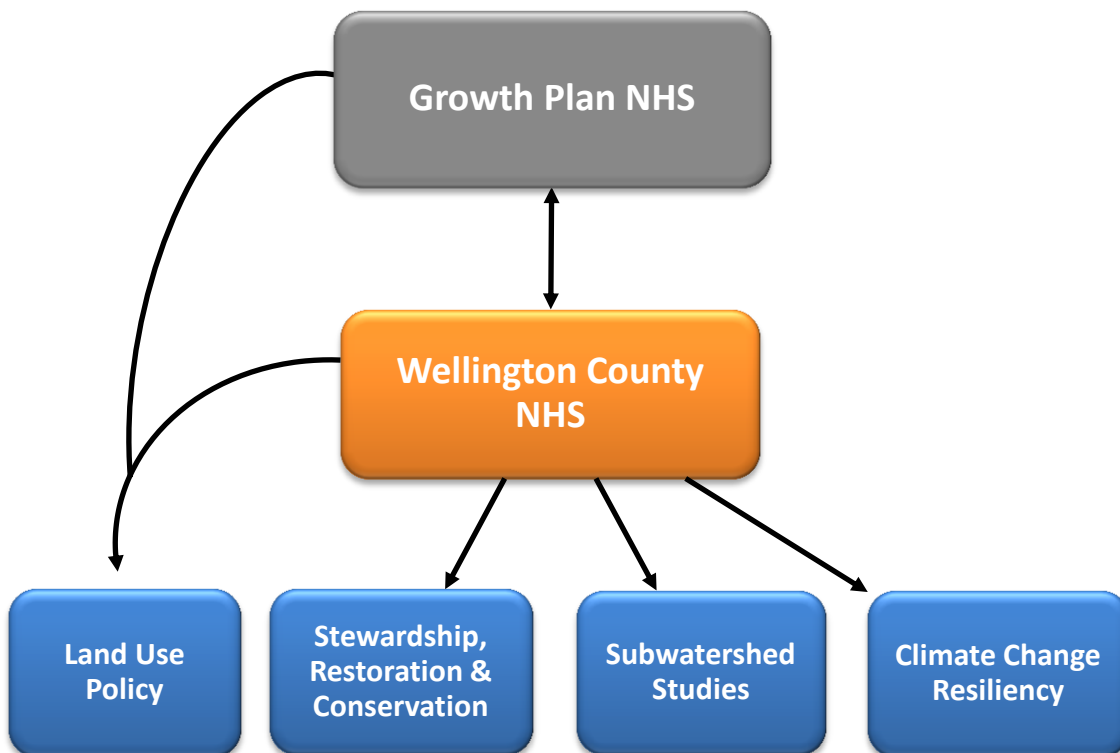 Growth Plan NHS
Wellington County
NHS
Land Use
Policy
Stewardship,
Restoration &
Conservation
Subwatershed
Studies
Climate Change
Resiliency